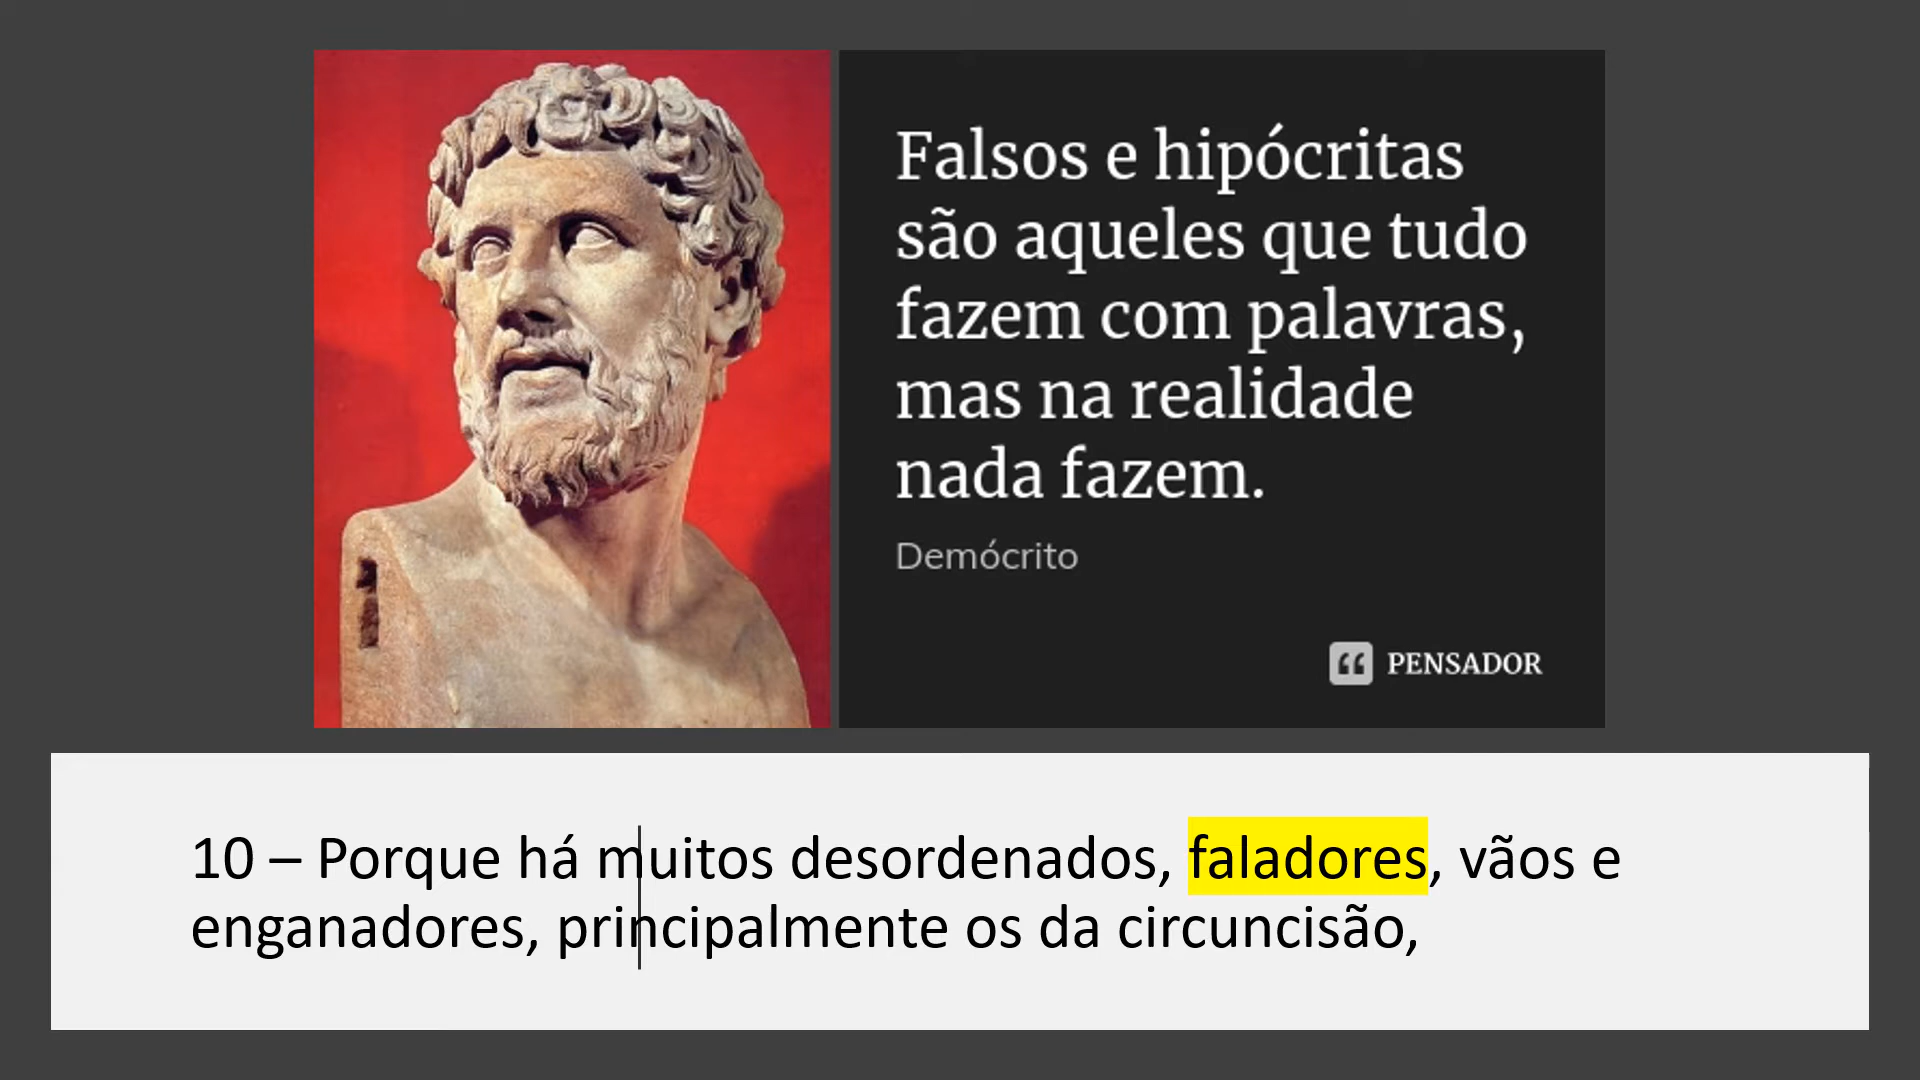 Falsos e hipócritas
são aqueles que tudo
fazem com palavras,
mas na realidade
nada fazem.
Demócrito
PENSADOR
10 – Porque há muitos desordenados, faladores, vãos e
enganadores, principalmente os da circuncisão,